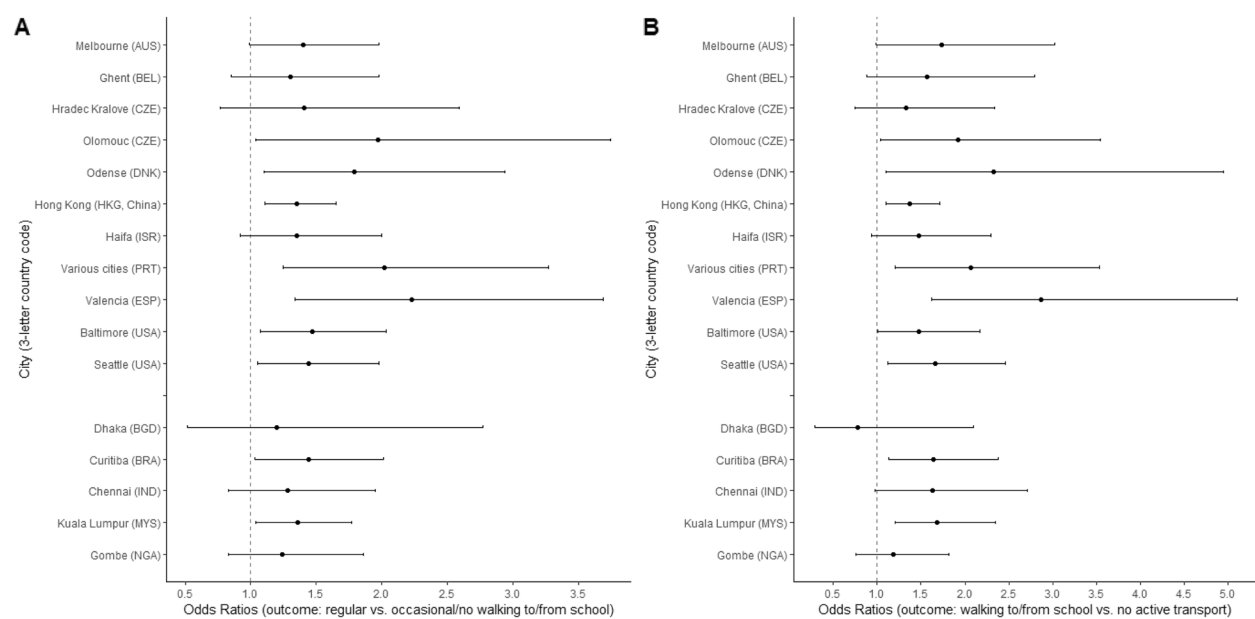 A
City (3-letter country code)
Melbourne (AUS)
Ghent (BEL)
Hradec Kralove (CZE)
Olomouc (CZE)
Odense (DNK)
Hong Kong (HKG, China)
Haifa (ISR)
Various cities (PRT)
Valencia (ESP)
Baltimore (USA)
Seattle (USA)
Dhaka (BGD)
Curitiba (BRA)
Chennai (IND)
Kuala Lumpur (MYS)
Gombe (NGA)
0.5 1.0 1.5 2.0 2.5 3.0 3.5
Odds Ratios (outcome: regular vs. occasional/no walking to/from school)
B
City (3-letter country code)
Melbourne (AUS)
Ghent (BEL)
Hradec Kralove (CZE)
Olomouc (CZE)
Odense (DNK)
Hong Kong (HKG, China)
Haifa (ISR)
Various cities (PRT)
Valencia (ESP)
Baltimore (USA)
Seattle (USA)
Dhaka (BGD)
Curitiba (BRA)
Chennai (IND)
Kuala Lumpur (MYS)
Gombe (NGA)
0.5 1.0 1.5 2.0 2.5 3.0 3.5 4.0 4.5 5.0
Odds Ratios (outcome: walking to/from school vs. no active transport)